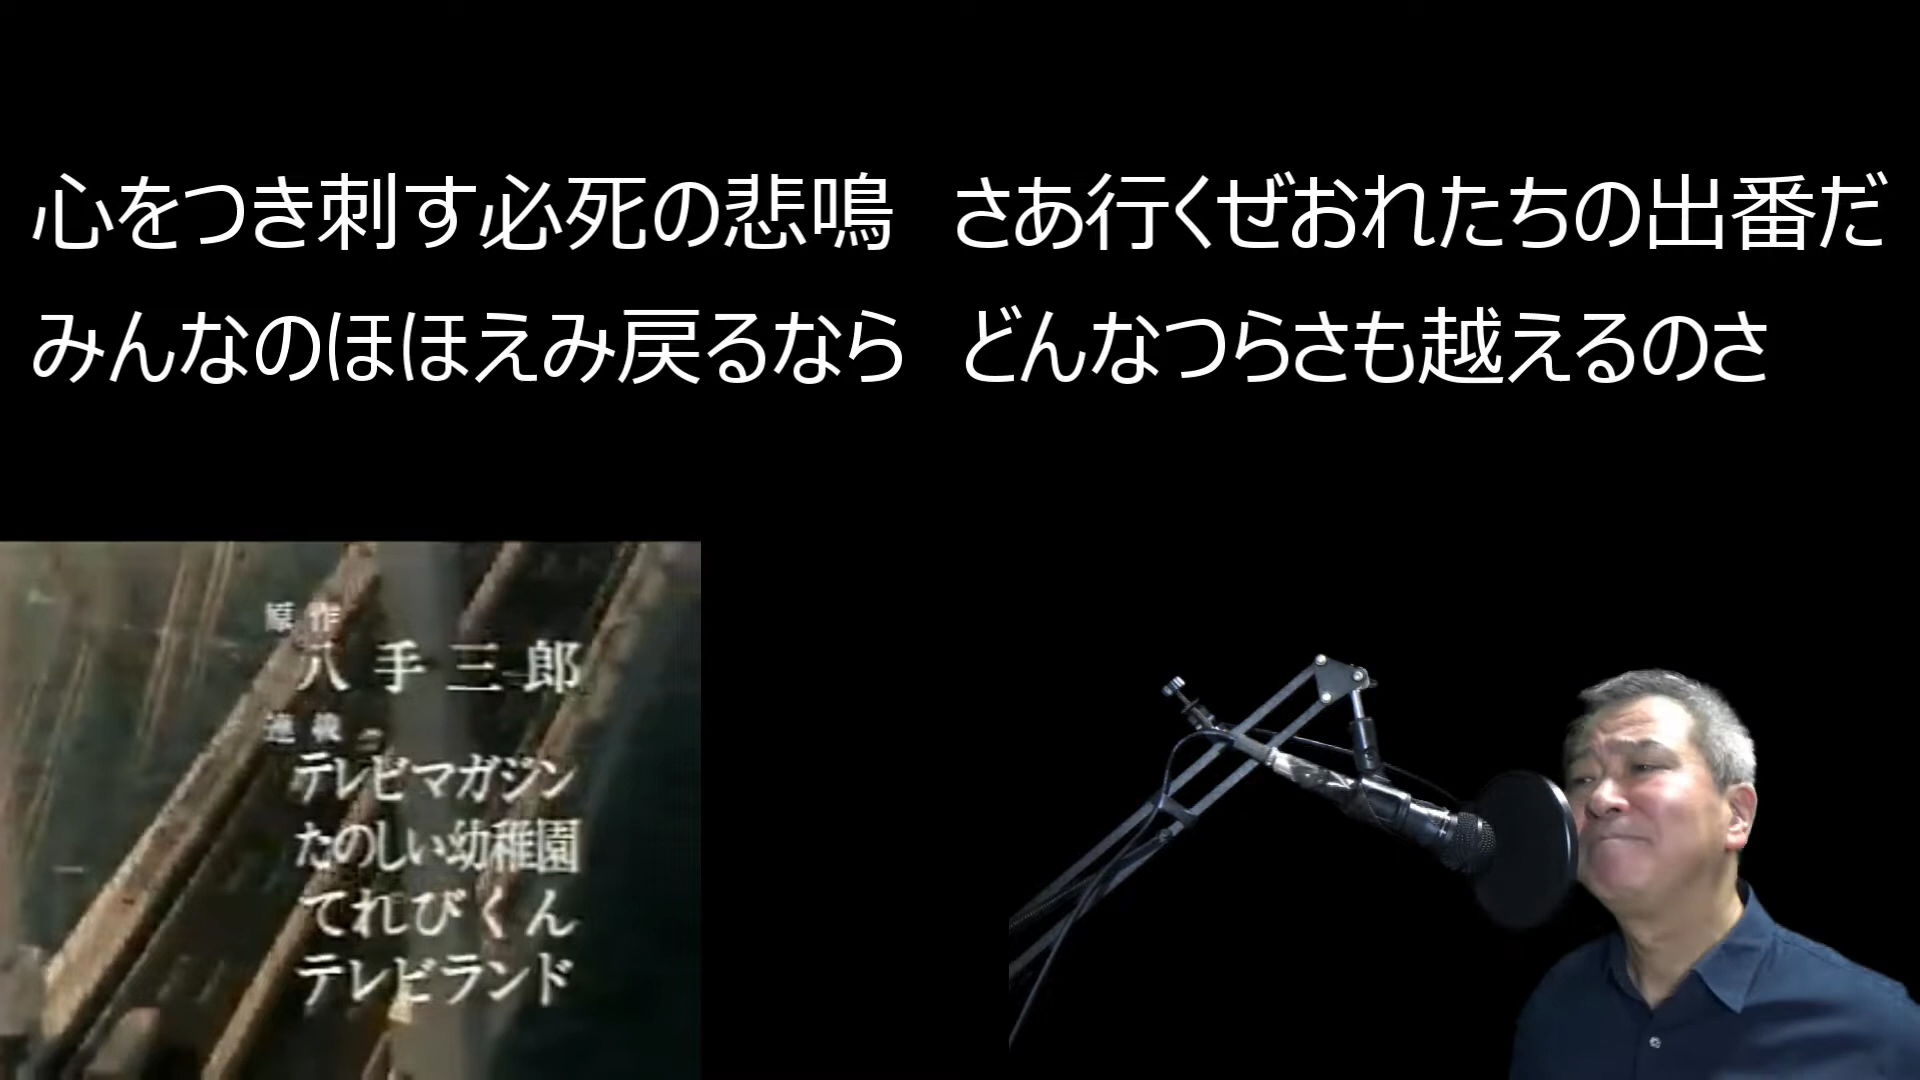 心をつき刺す必死の悲鳴 さあ行くぜおれたちの出番だ
みんなのほほえみ戻るなら どんなつらさも越えるのさ
原作
八手三郎
連載
テレビマガジン
たのしい幼稚園
てれびくん
テレビランド